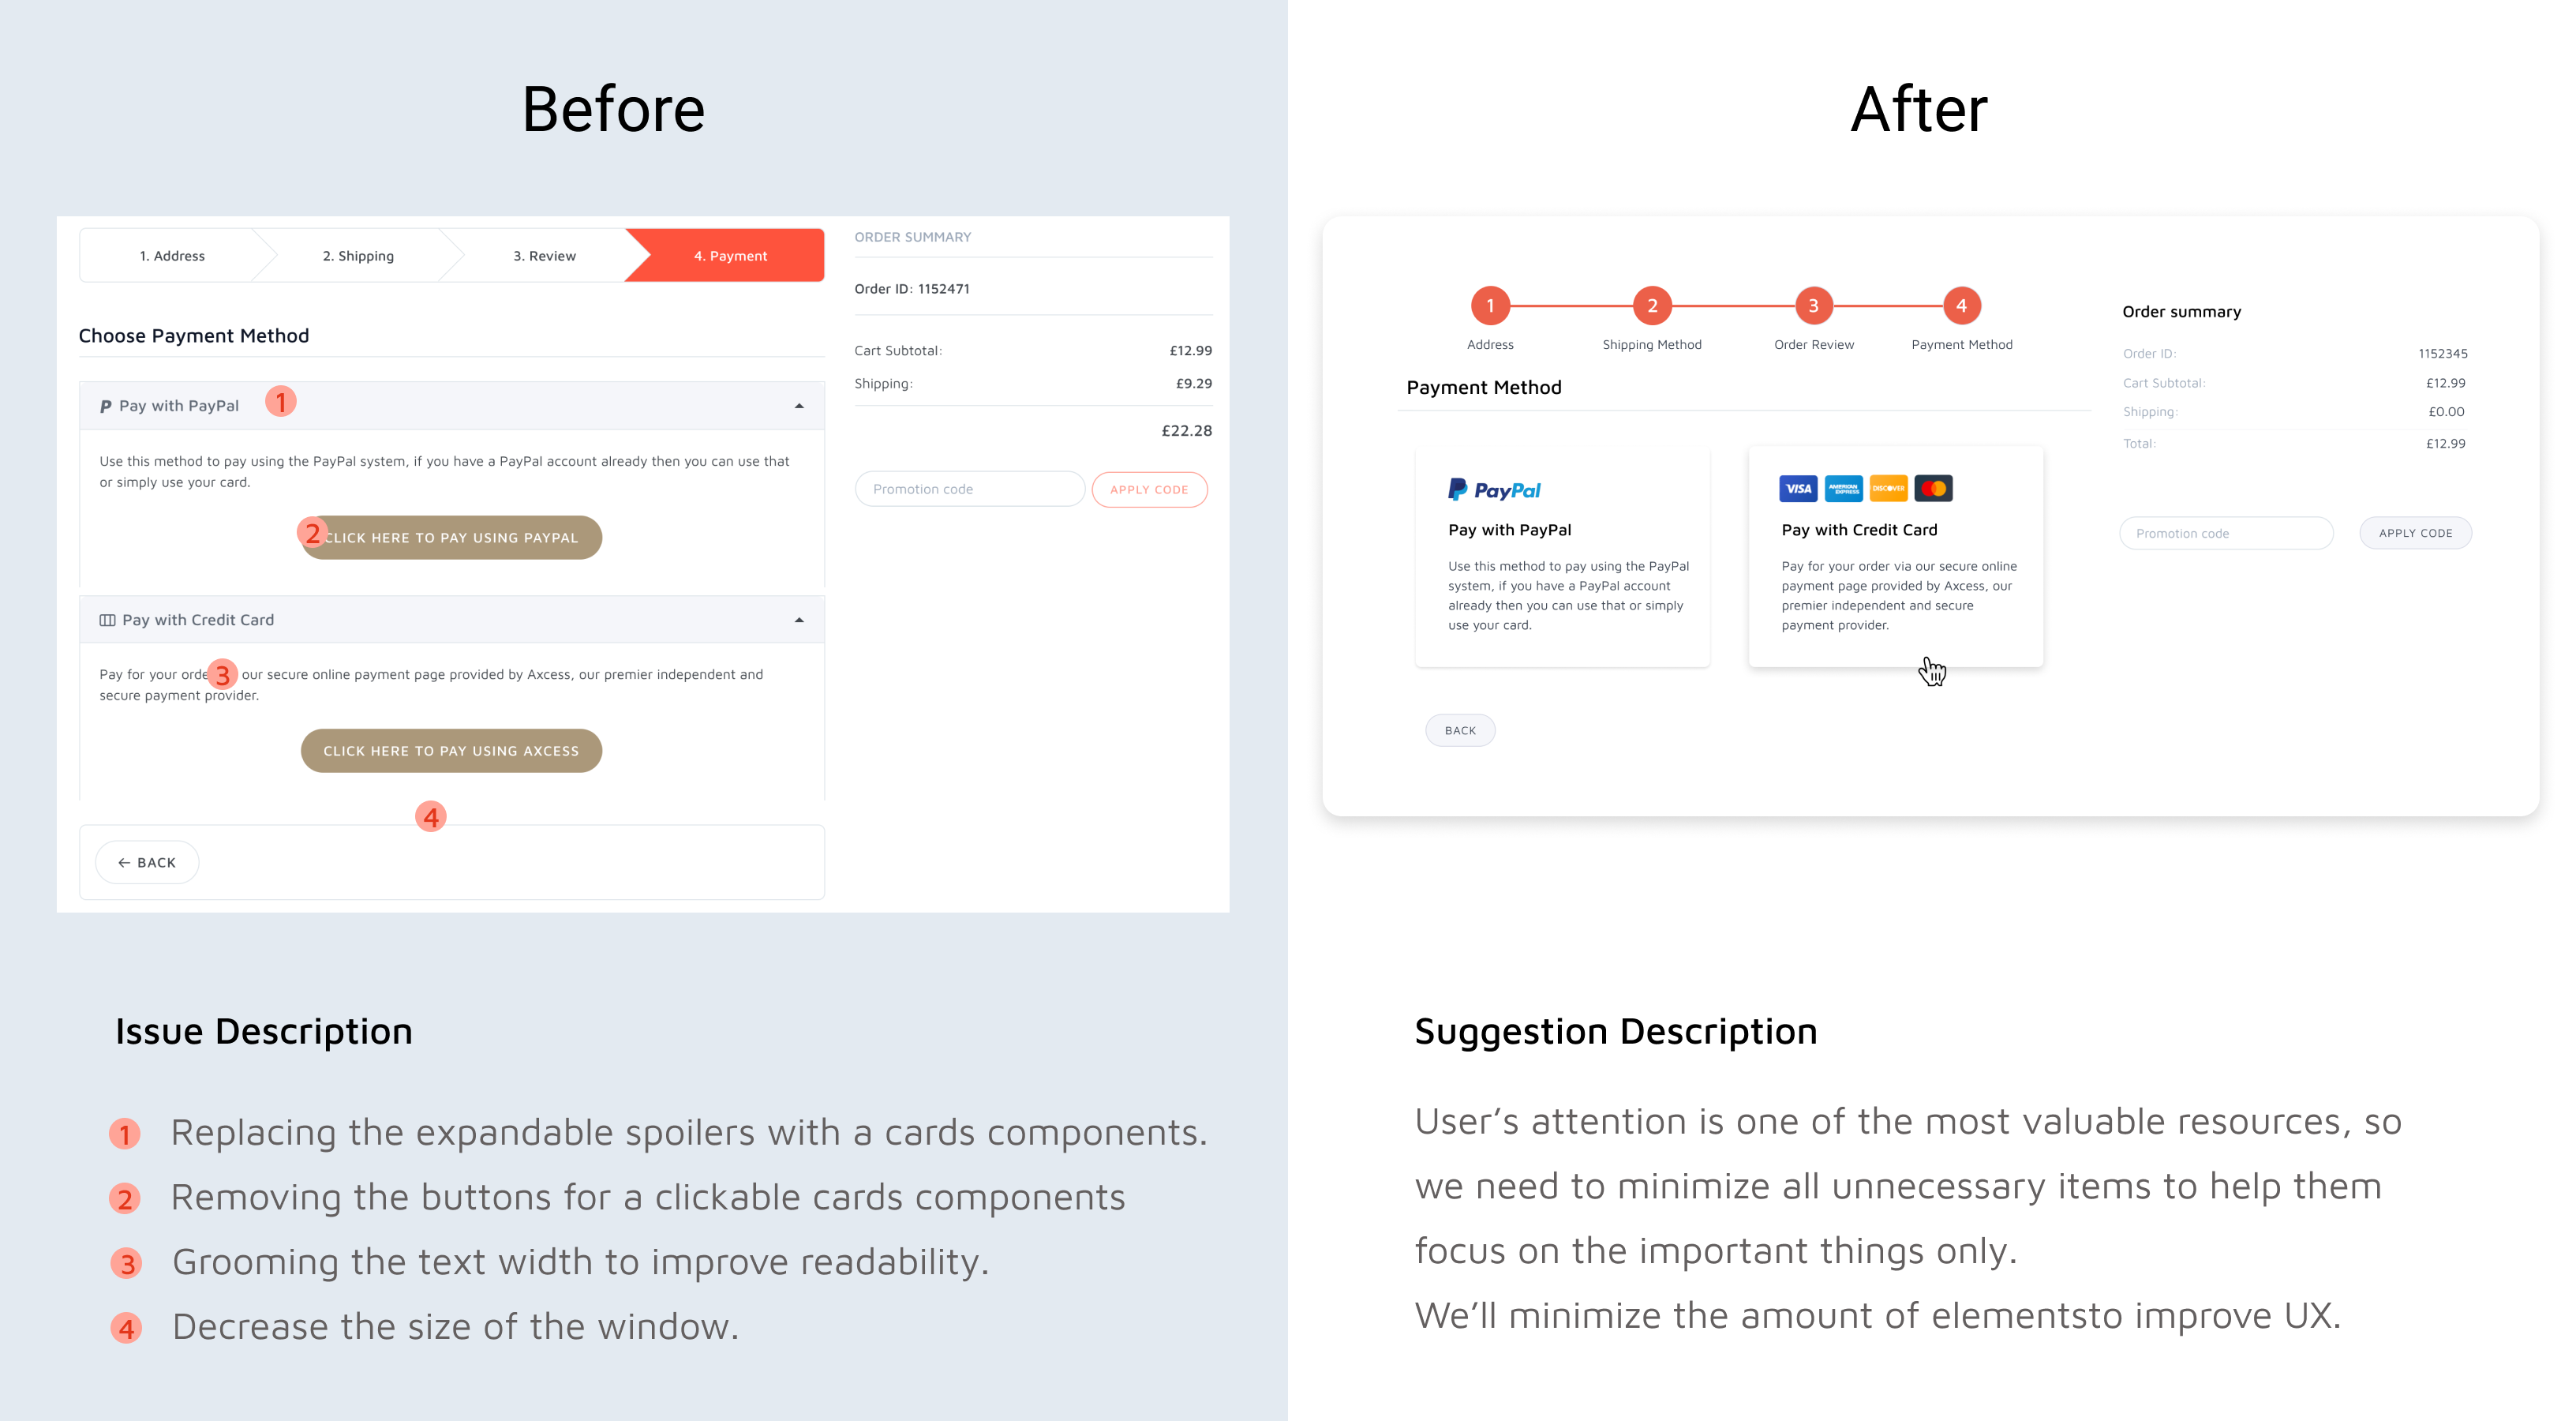 Before
1. Address
2. Shipping
3. Review
4. Payment
Choose Payment Method
P Pay with PayPal 1
Use this method to pay using the PayPal system, if you have a PayPal account already then you can use that
or simply use your card.
2 CLICK HERE TO PAY USING PAYPAL
Pay with Credit Card
Pay for your orde 3 our secure online payment page provided by Axcess, our premier independent and
secure payment provider.
CLICK HERE TO PAY USING AXCESS
4
← BACK
ORDER SUMMARY
Order ID: 1152471
Cart Subtotal: £12.99
Shipping: £9.29
£22.28
Promotion code
APPLY CODE
Issue Description
1 Replacing the expandable spoilers with a cards components.
2 Removing the buttons for a clickable cards components
3 Grooming the text width to improve readability.
4 Decrease the size of the window.
After
1 2 3 4
Address Shipping Method Order Review Payment Method
Payment Method
PayPal
Pay with PayPal
Use this method to pay using the PayPal
system, if you have a PayPal account
already then you can use that or simply
use your card.
VISA AMERICAN EXPRESS DISCOVER
Pay with Credit Card
Pay for your order via our secure online
payment page provided by Axcess, our
premier independent and secure
payment provider.
BACK
Order summary
Order ID: 1152345
Cart Subtotal: £12.99
Shipping: £0.00
Total: £12.99
Promotion code
APPLY CODE
Suggestion Description
User’s attention is one of the most valuable resources, so
we need to minimize all unnecessary items to help them
focus on the important things only.
We’ll minimize the amount of elementsto improve UX.